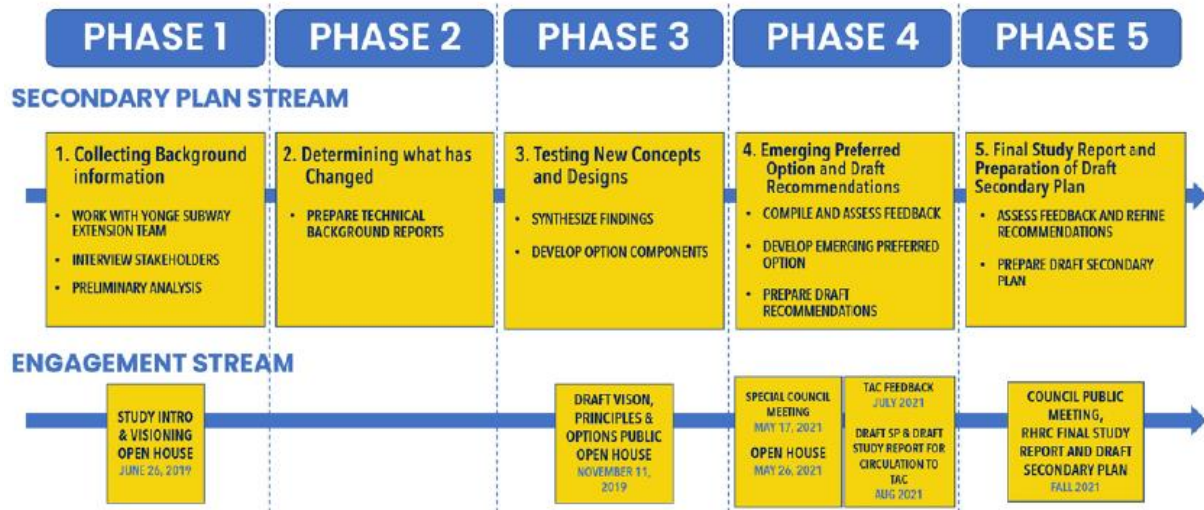 PHASE 1
PHASE 2
PHASE 3
PHASE 4
PHASE 5
SECONDARY PLAN STREAM
1. Collecting Background
information
• WORK WITH YONGE SUBWAY
EXTENSION TEAM
• INTERVIEW STAKEHOLDERS
• PRELIMINARY ANALYSIS
2. Determining what has
Changed
• PREPARE TECHNICAL
BACKGROUND REPORTS
3. Testing New Concepts
and Designs
• SYNTHESIZE FINDINGS
• DEVELOP OPTION COMPONENTS
4. Emerging Preferred
Option and Draft
Recommendations
• COMPILE AND ASSESS FEEDBACK
• DEVELOP EMERGING PREFERRED
OPTION
• PREPARE DRAFT
RECOMMENDATIONS
5. Final Study Report and
Preparation of Draft
Secondary Plan
• ASSESS FEEDBACK AND REFINE
RECOMMENDATIONS
• PREPARE DRAFT SECONDARY
PLAN
ENGAGEMENT STREAM
STUDY INTRO
& VISIONING
OPEN HOUSE
JUNE 26, 2019
DRAFT VISON,
PRINCIPLES &
OPTIONS PUBLIC
OPEN HOUSE
NOVEMBER 11,
2019
SPECIAL COUNCIL
MEETING
MAY 17, 2021
OPEN HOUSE
MAY 26, 2021
TAC FEEDBACK
JULY 2021
DRAFT SP & DRAFT
STUDY REPORT FOR
CIRCULATION TO
TAC
AUG 2021
COUNCIL PUBLIC
MEETING,
RHRC FINAL STUDY
REPORT AND DRAFT
SECONDARY PLAN
FALL 2021